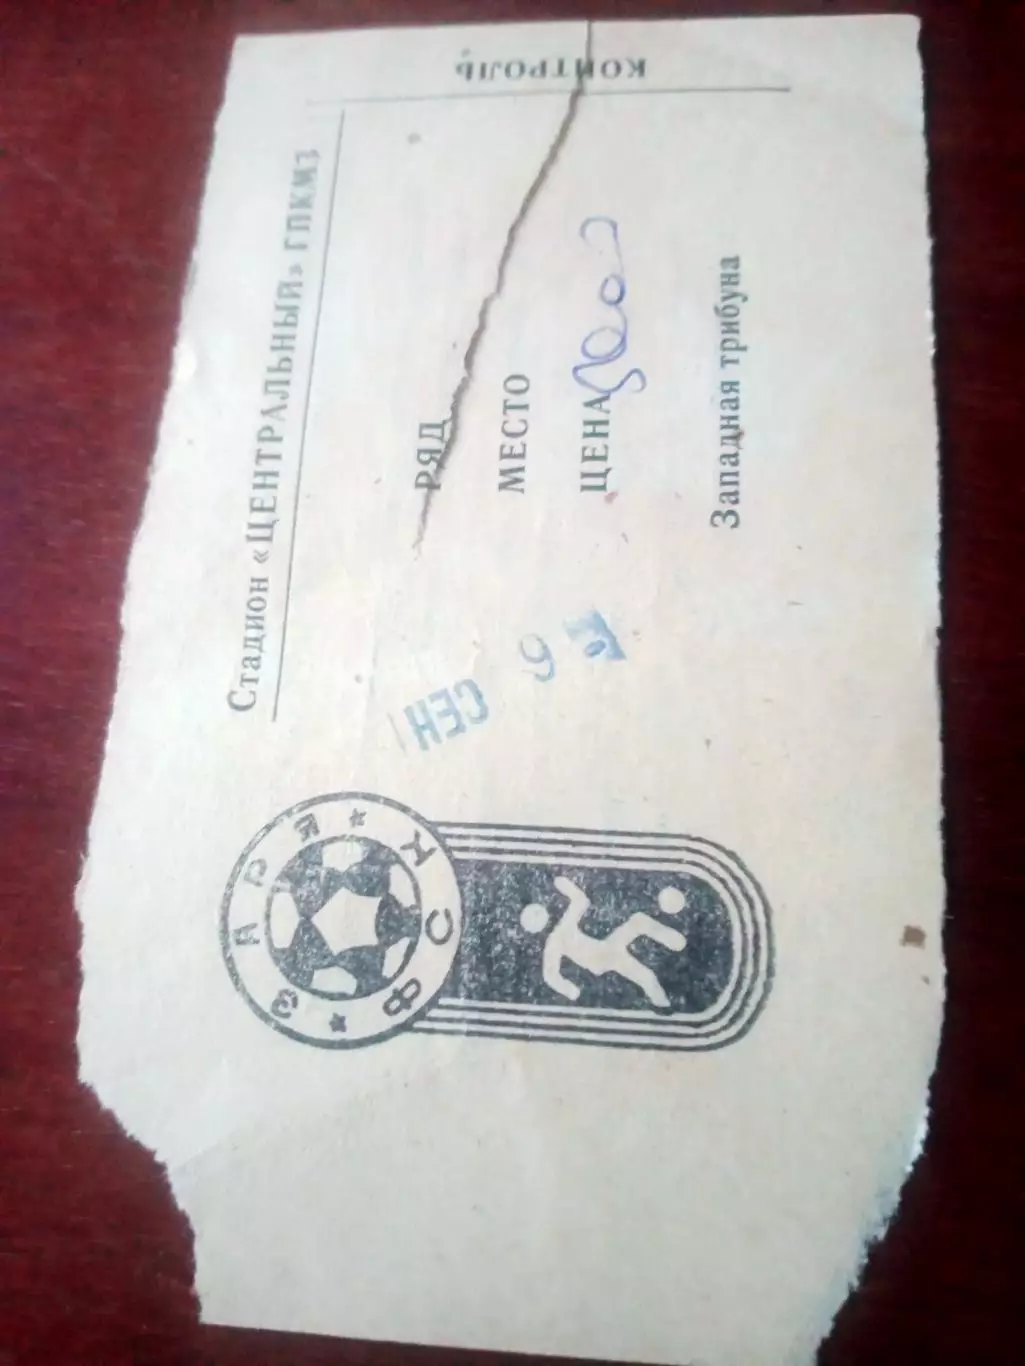 Стадион «ЦЕНТРАЛЬНЫЙ» ГПКМЗ
РЯД
МЕСТО
ЦЕНА
Западная трибуна
КОНТРОЛЬ
СЕН
ФСК
ЗАРЯ